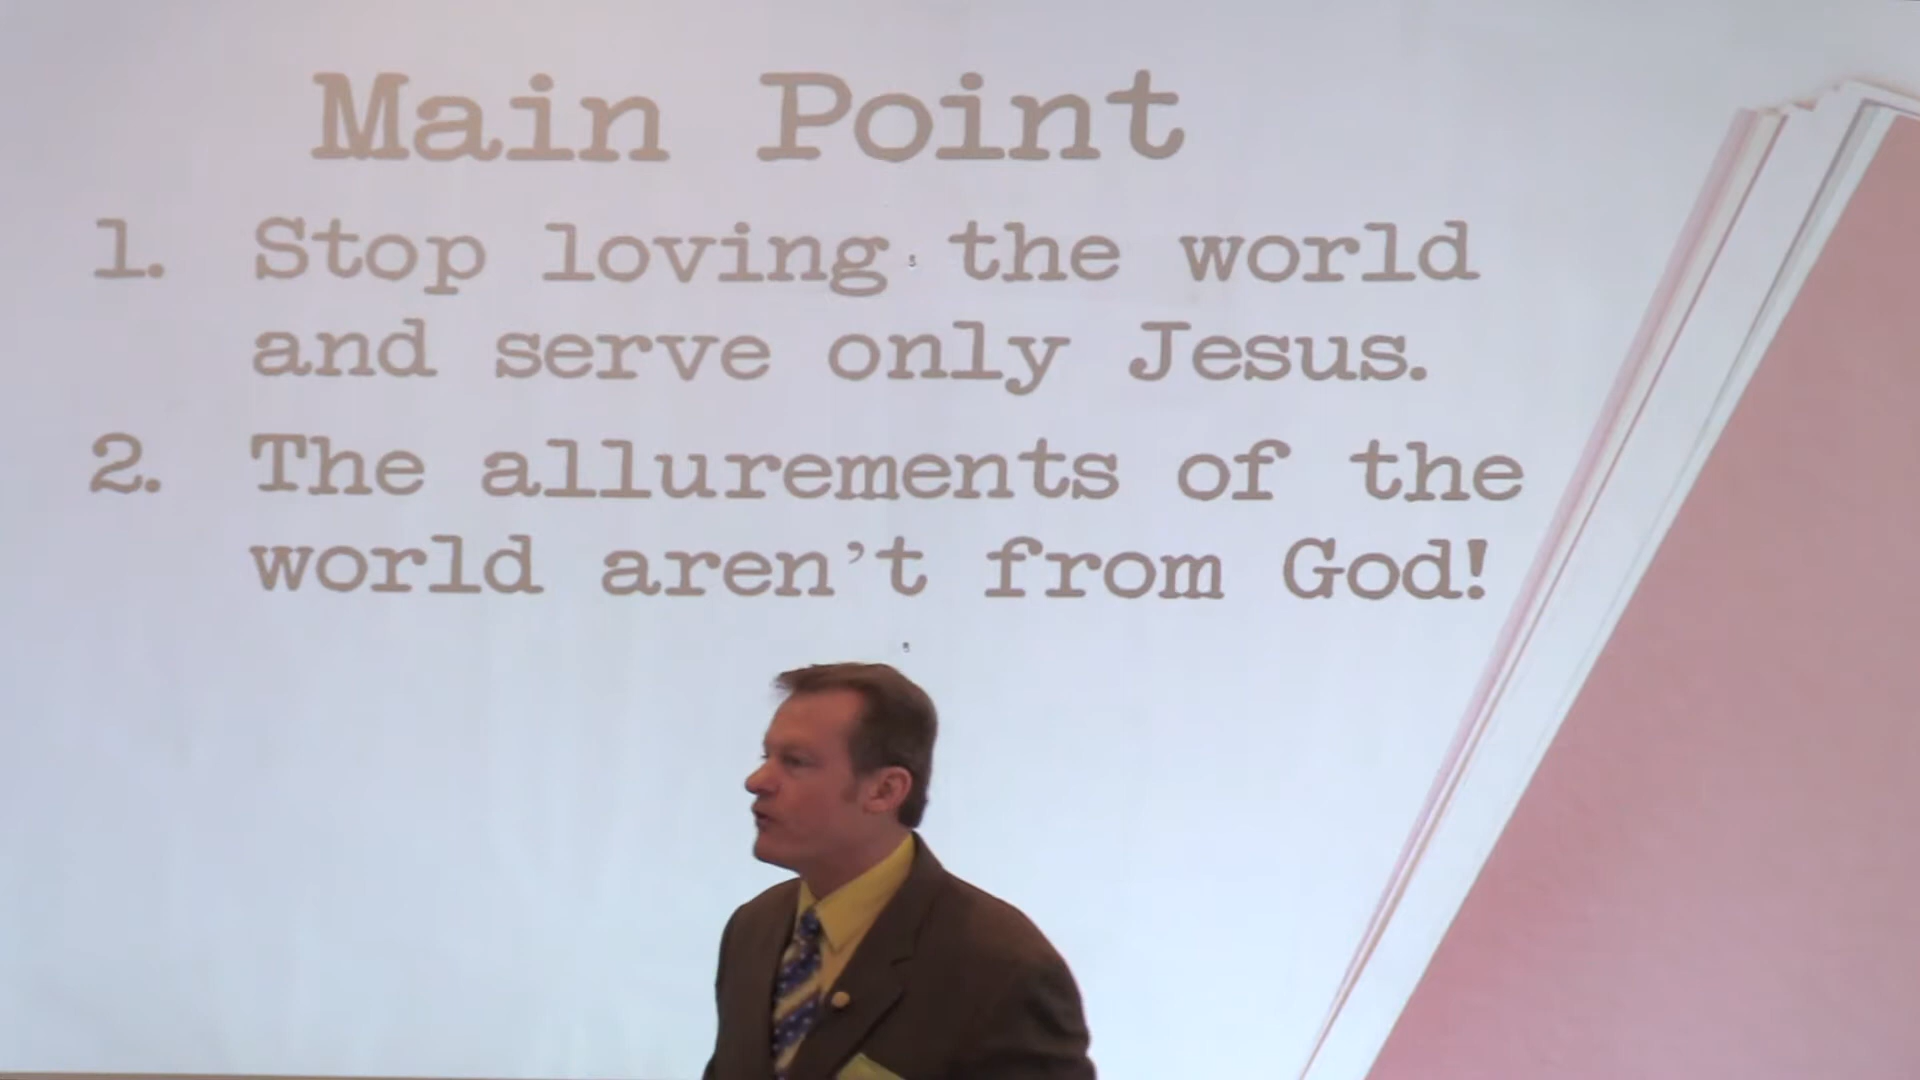 Main Point
1. Stop loving the world
and serve only Jesus.
2. The allurements of the
world aren't from God!